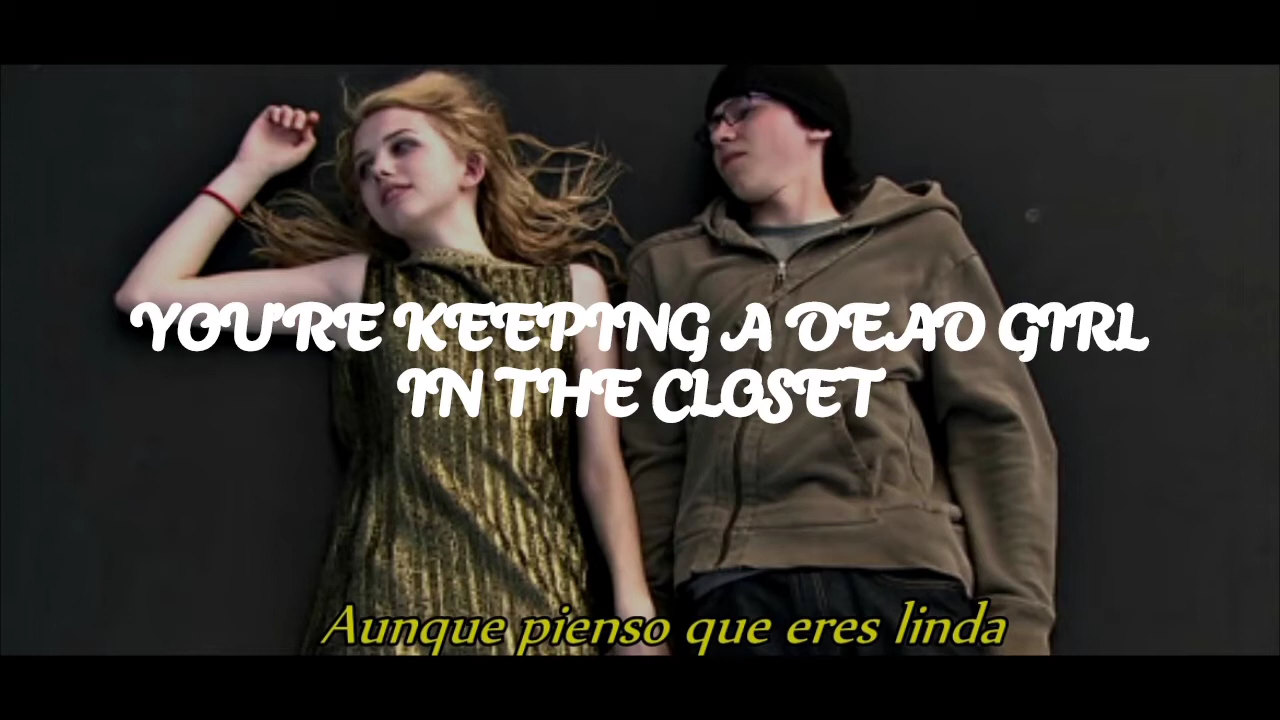 YOU'RE KEEPING A DEAD GIRL
IN THE CLOSET
Aunque pienso que eres linda